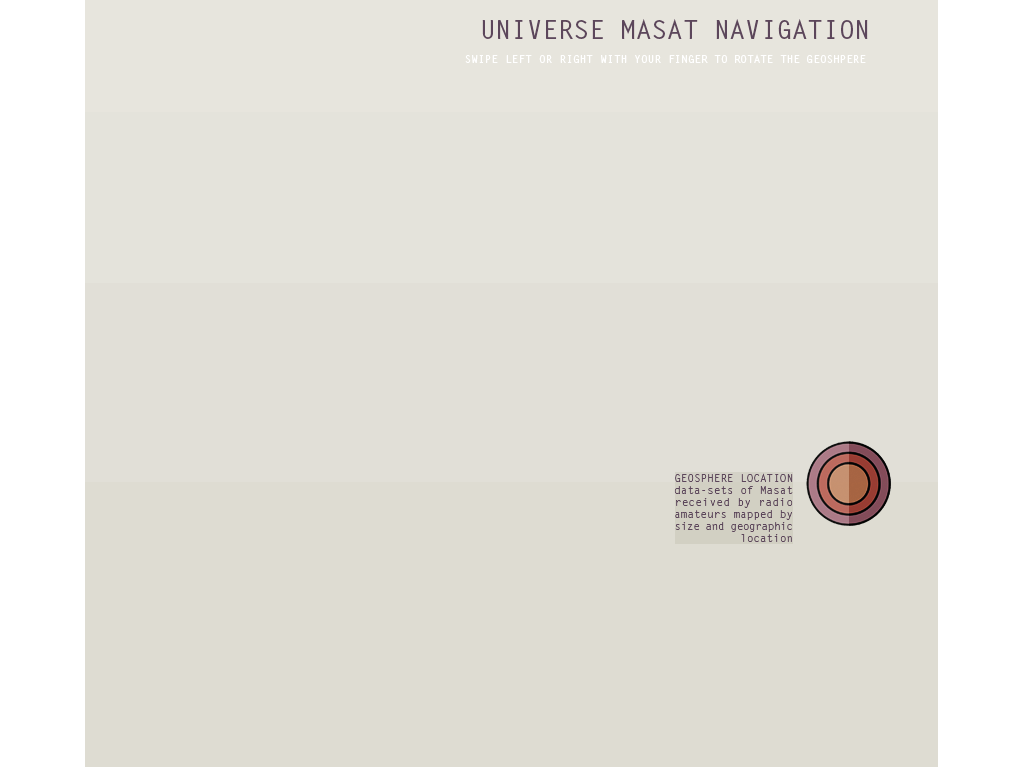 UNIVERSE MASAT NAVIGATION
SWIPE LEFT OR RIGHT WITH YOUR FINGER TO ROTATE THE GEOSHPERE
GEOSPHERE LOCATION
data-sets of Masat
received by radio
amateurs mapped by
size and geographic
location